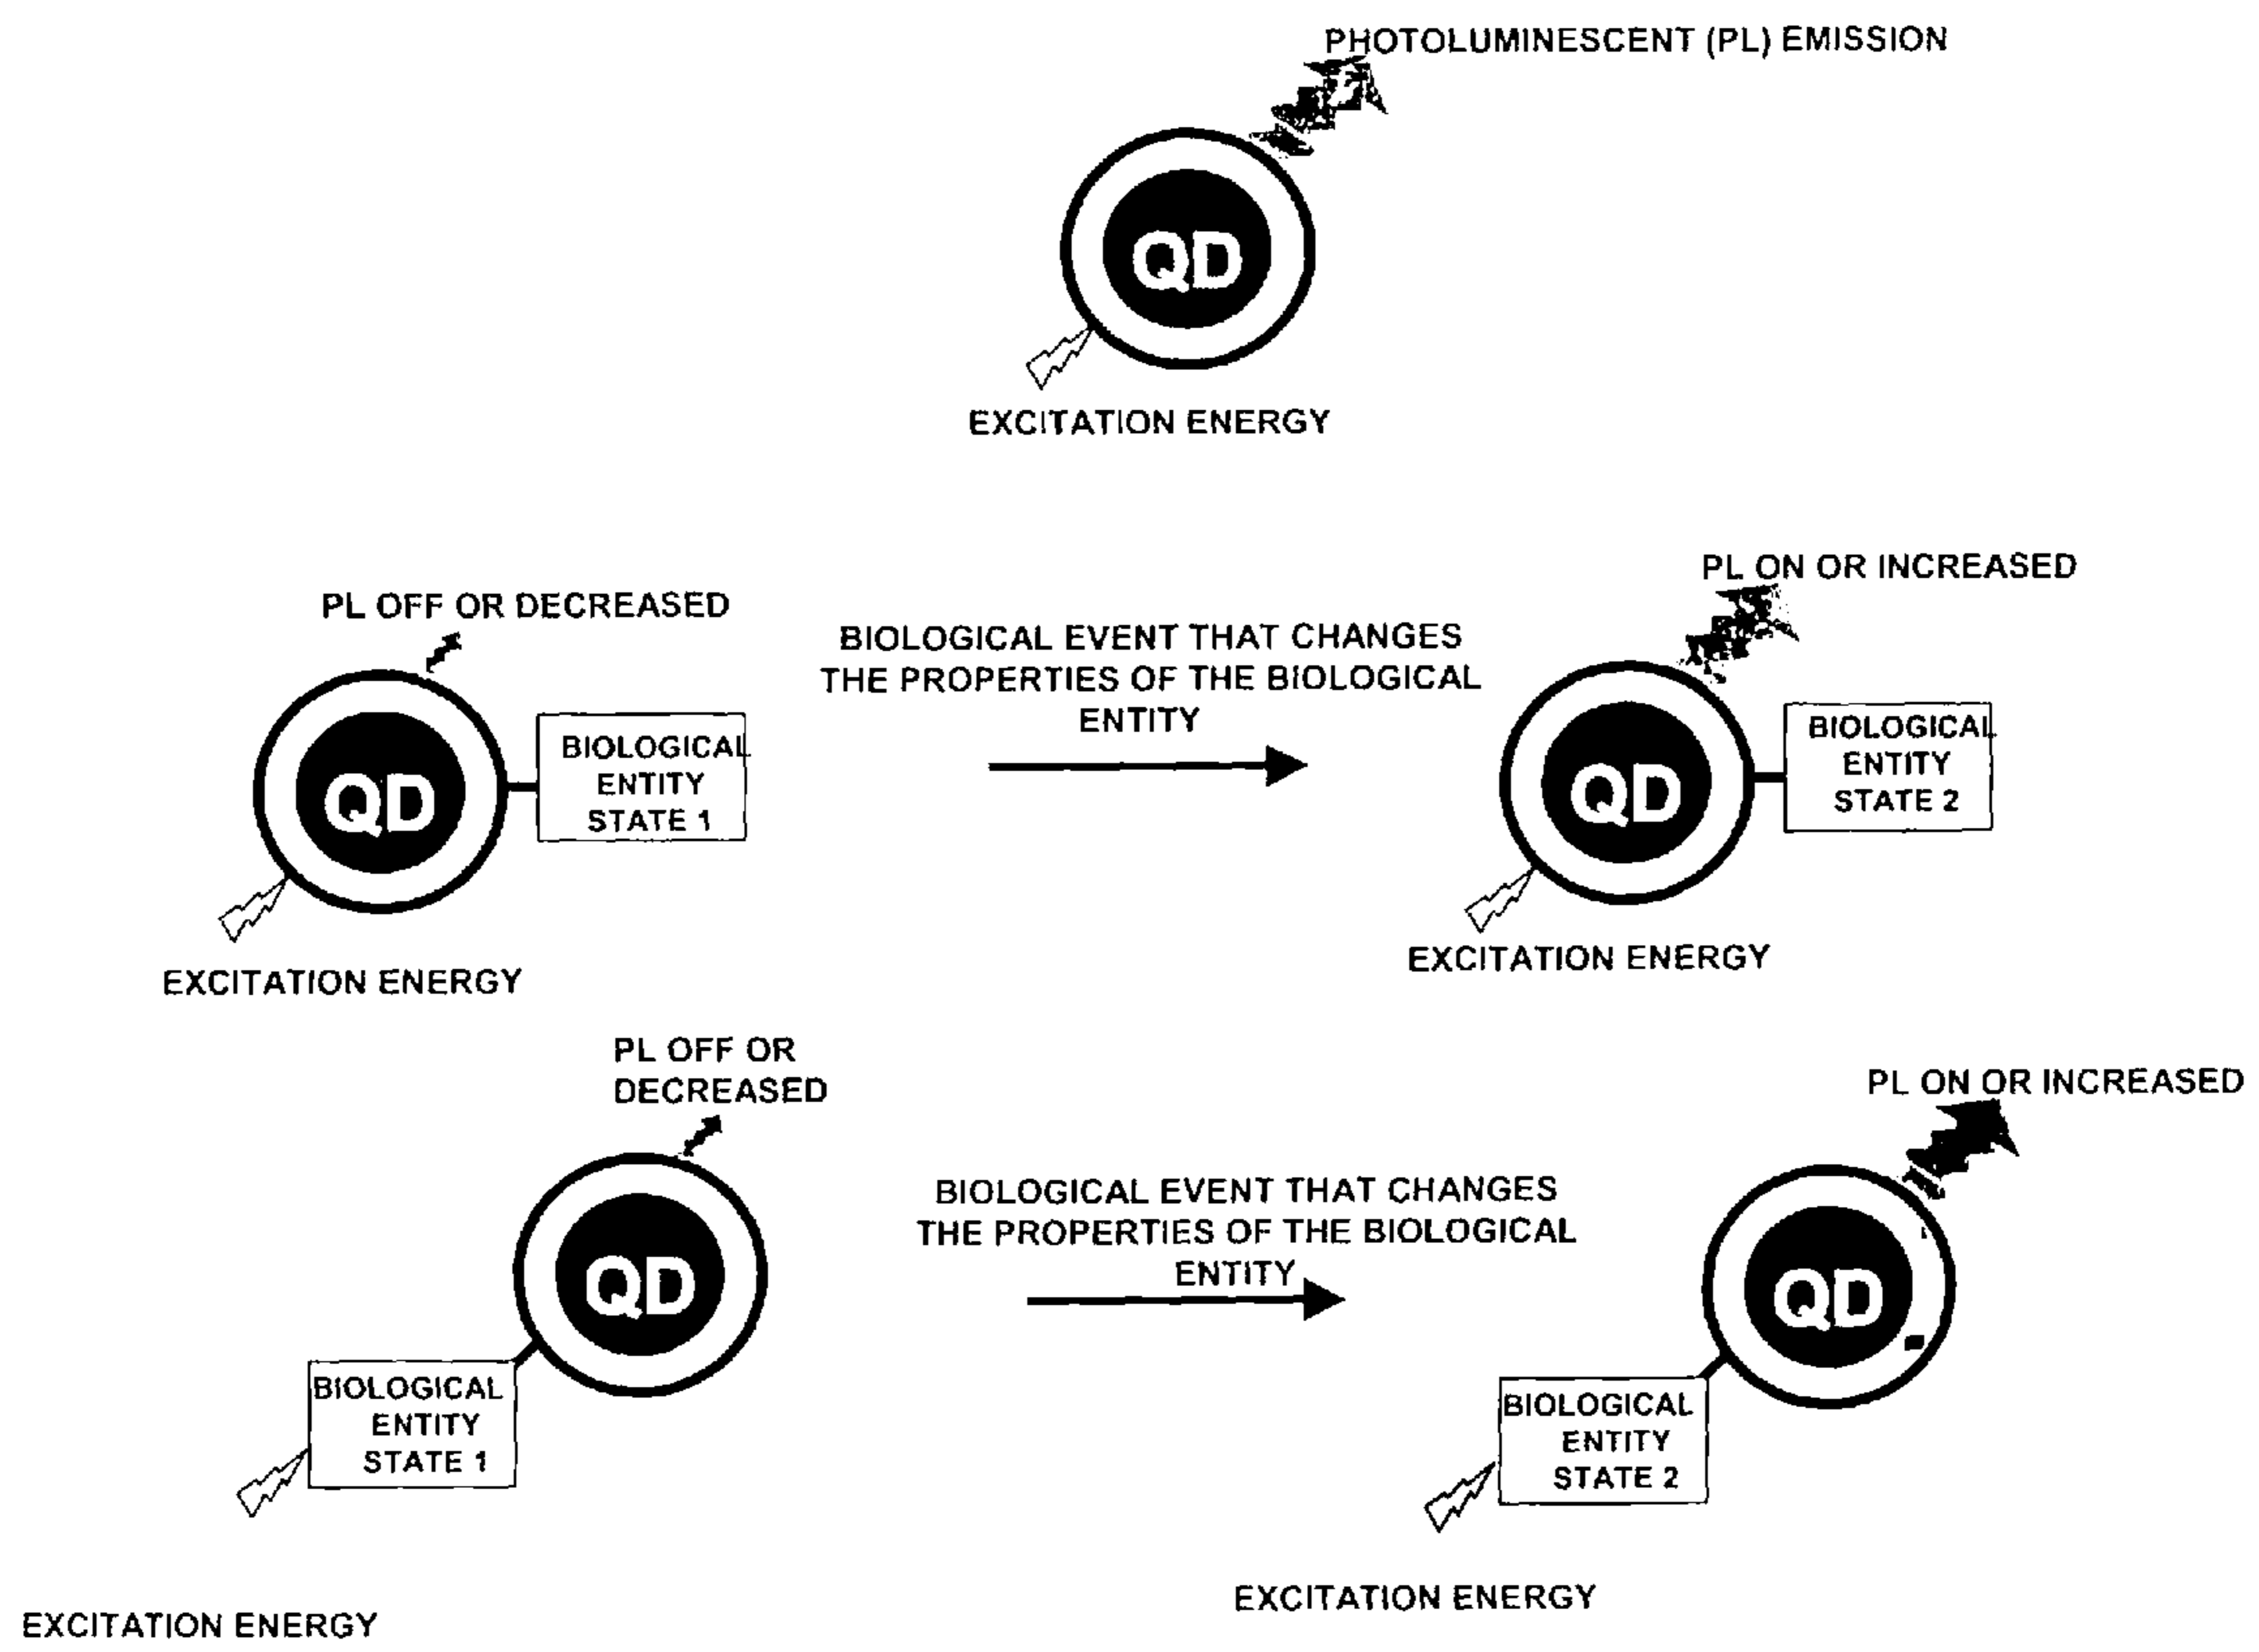 PHOTOLUMINESCENT (PL) EMISSION
QD
EXCITATION ENERGY
PL OFF OR DECREASED
QD
BIOLOGICAL
ENTITY
STATE 1
EXCITATION ENERGY
BIOLOGICAL EVENT THAT CHANGES
THE PROPERTIES OF THE BIOLOGICAL
ENTITY
PL ON OR INCREASED
QD
BIOLOGICAL
ENTITY
STATE 2
EXCITATION ENERGY
PL OFF OR
DECREASED
QD
BIOLOGICAL
ENTITY
STATE 1
EXCITATION ENERGY
BIOLOGICAL EVENT THAT CHANGES
THE PROPERTIES OF THE BIOLOGICAL
ENTITY
PL ON OR INCREASED
QD
BIOLOGICAL
ENTITY
STATE 2
EXCITATION ENERGY